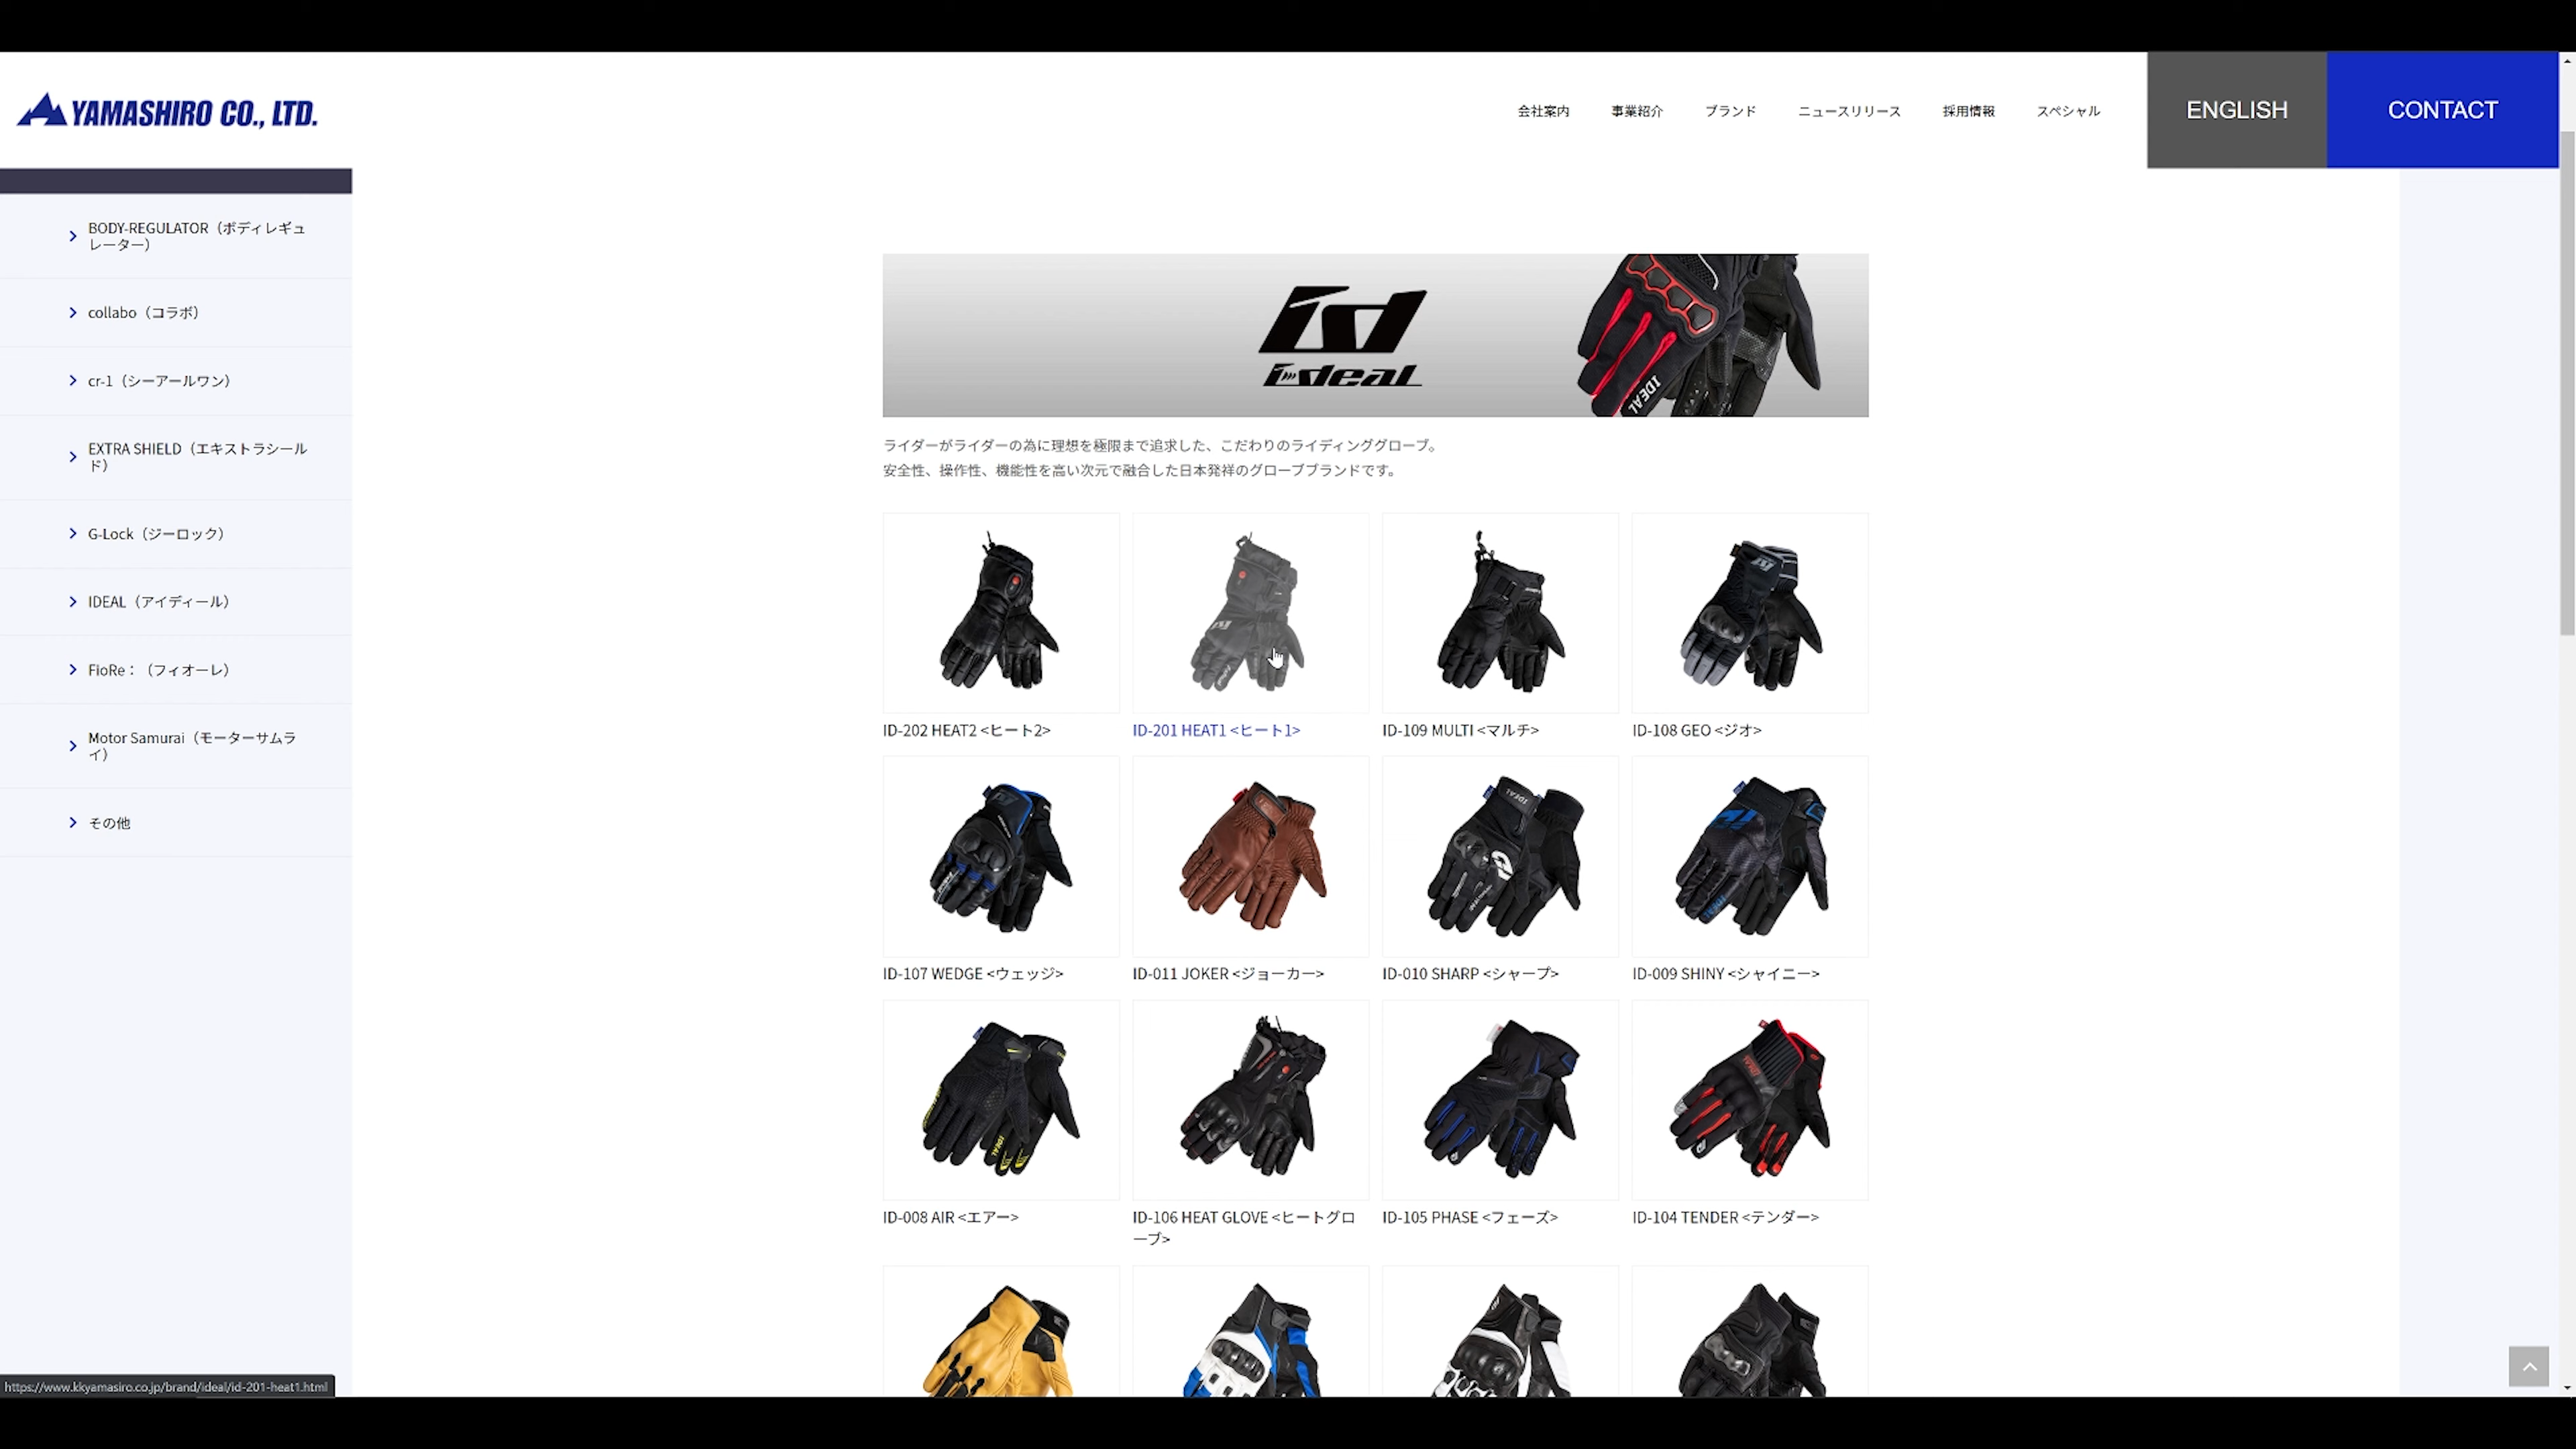 YAMASHIRO CO., LTD.
会社案内 事業紹介 ブランド ニュースリリース 採用情報 スペシャル ENGLISH CONTACT
BODY-REGULATOR（ボディレギュ
レーター）
collabo（コラボ）
cr-1（シーアールワン）
EXTRA SHIELD（エキストラシール
ド）
G-Lock（ジーロック）
IDEAL（アイディール）
FloRe：（フィオーレ）
Motor Samurai（モーターサムラ
イ）
その他
id
ideal
IDEAL
ライダーがライダーの為に理想を極限まで追求した、こだわりのライディンググローブ。
安全性、操作性、機能性を高い次元で融合した日本発祥のグローブブランドです。
ID-202 HEAT2 <ヒート2>
ID-201 HEAT1 <ヒート1>
ID-109 MULTI <マルチ>
ID-108 GEO <ジオ>
ID-107 WEDGE <ウェッジ>
ID-011 JOKER <ジョーカー>
ID-010 SHARP <シャープ>
ID-009 SHINY <シャイニー>
ID-008 AIR <エアー>
ID-106 HEAT GLOVE <ヒートグロ
ーブ>
ID-105 PHASE <フェーズ>
ID-104 TENDER <テンダー>
https://www.kkyamasiro.co.jp/brand/ideal/id-201-heat1.html